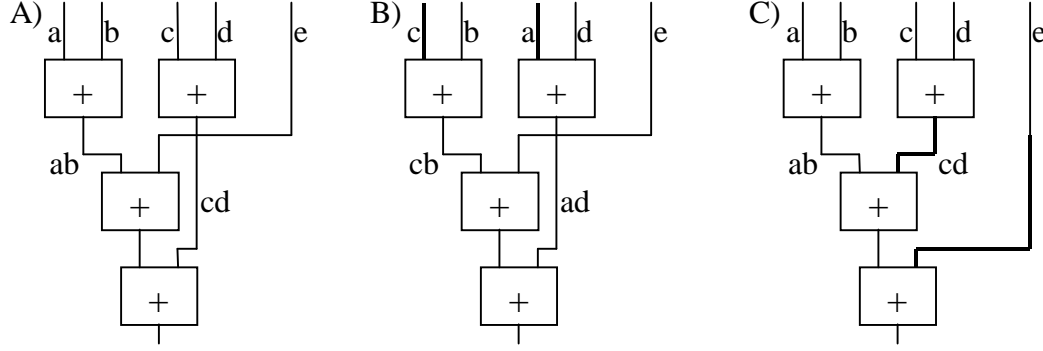 A) B) C)
a b c d e c b a d e a b c d e
+ + + + + +
ab cb ab cd
+ + +
cd ad
+ + +